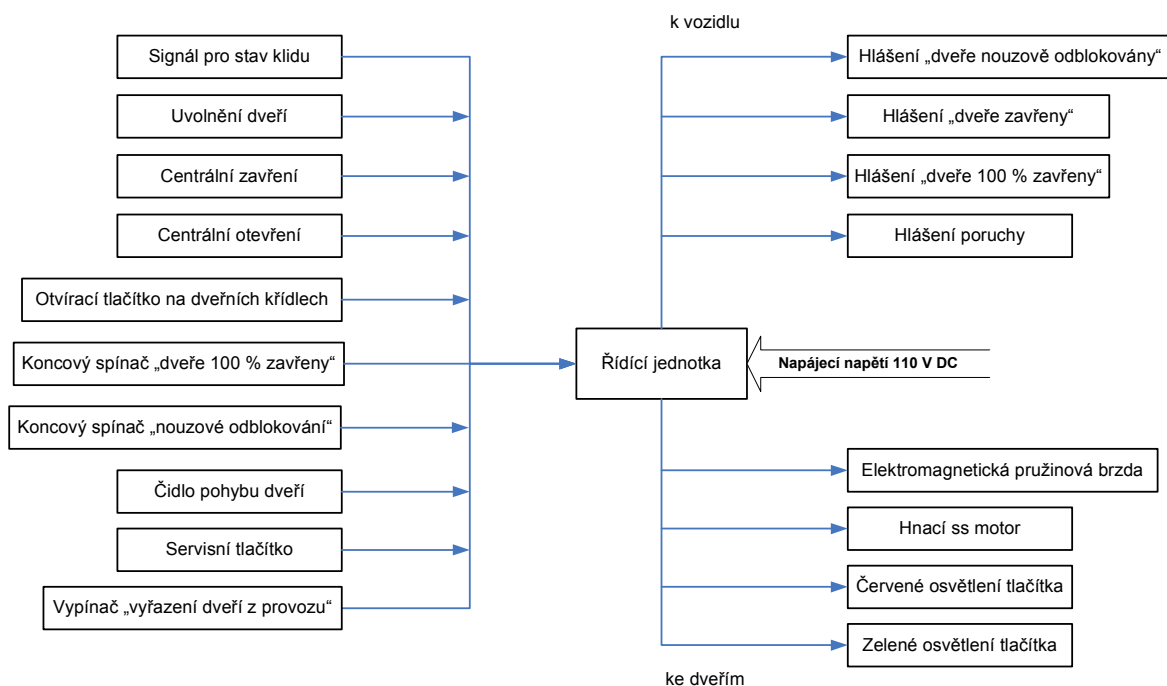 k vozidlu
Signál pro stav klidu
Uvolnění dveří
Centrální zavření
Centrální otevření
Otvírací tlačítko na dveřních křídlech
Koncový spínač „dveře 100 % zavřeny“
Koncový spínač „nouzové odblokování“
Čidlo pohybu dveří
Servisní tlačítko
Vypínač „vyřazení dveří z provozu“
Řídící jednotka
Napájecí napětí 110 V DC
Hlášení „dveře nouzově odblokovány“
Hlášení „dveře zavřeny“
Hlášení „dveře 100 % zavřeny“
Hlášení poruchy
Elektromagnetická pružinová brzda
Hnací ss motor
Červené osvětlení tlačítka
Zelené osvětlení tlačítka
ke dveřím